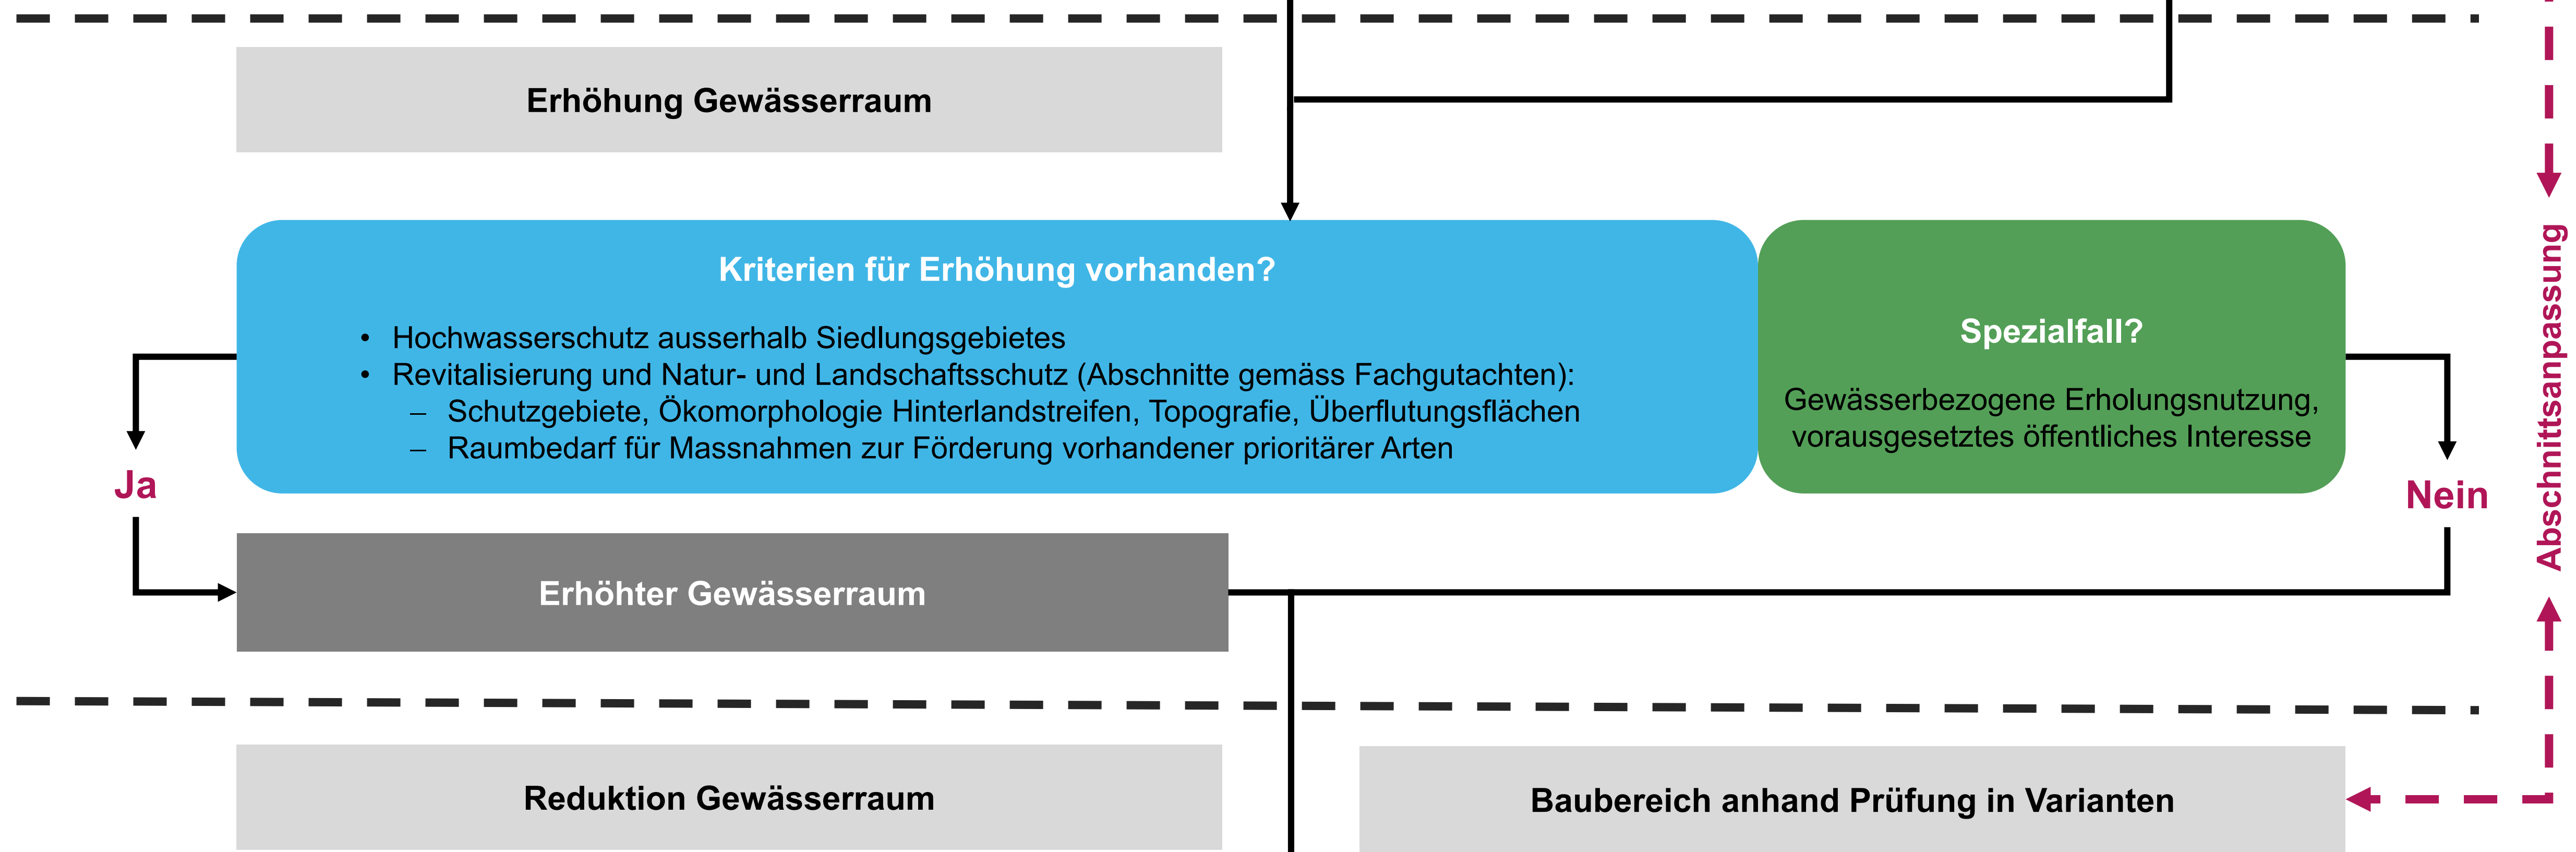 Erhöhung Gewässerraum
Kriterien für Erhöhung vorhanden?
• Hochwasserschutz ausserhalb Siedlungsgebietes
• Revitalisierung und Natur- und Landschaftsschutz (Abschnitte gemäss Fachgutachten):
– Schutzgebiete, Ökomorphologie Hinterlandstreifen, Topografie, Überflutungsflächen
– Raumbedarf für Massnahmen zur Förderung vorhandener prioritärer Arten
Spezialfall?
Gewässerbezogene Erholungsnutzung,
vorausgesetztes öffentliches Interesse
Ja
Nein
Abschnittsanpassung
Erhöhter Gewässerraum
Reduktion Gewässerraum
Baubereich anhand Prüfung in Varianten